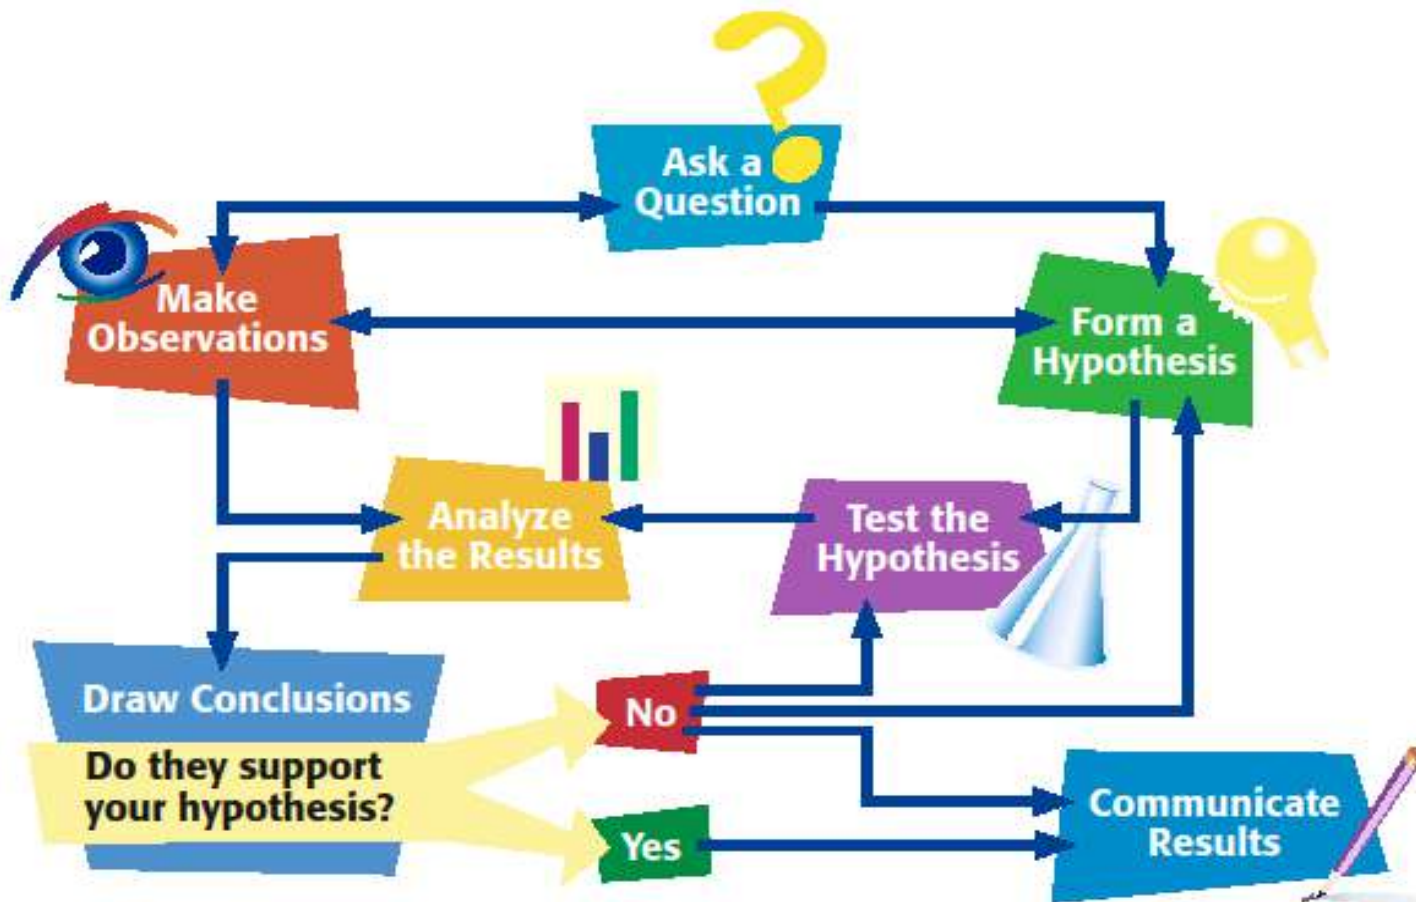 Ask a
Question
Make
Observations
Form a
Hypothesis
Analyze
the Results
Test the
Hypothesis
Draw Conclusions
Do they support
your hypothesis?
No
Yes
Communicate
Results